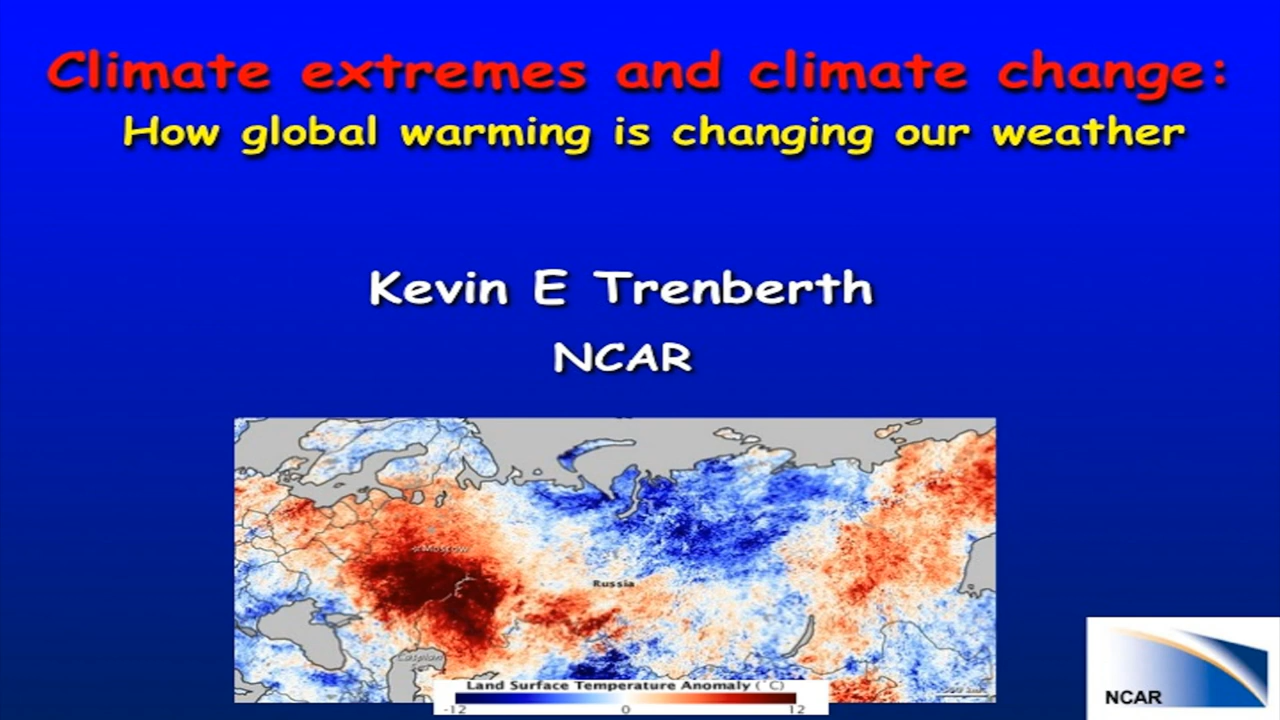 Climate extremes and climate change:
How global warming is changing our weather
Kevin E Trenberth
NCAR
Moscow
Russia
Caspian
Land Surface Temperature Anomaly (°C)
-12 0 12
NCAR